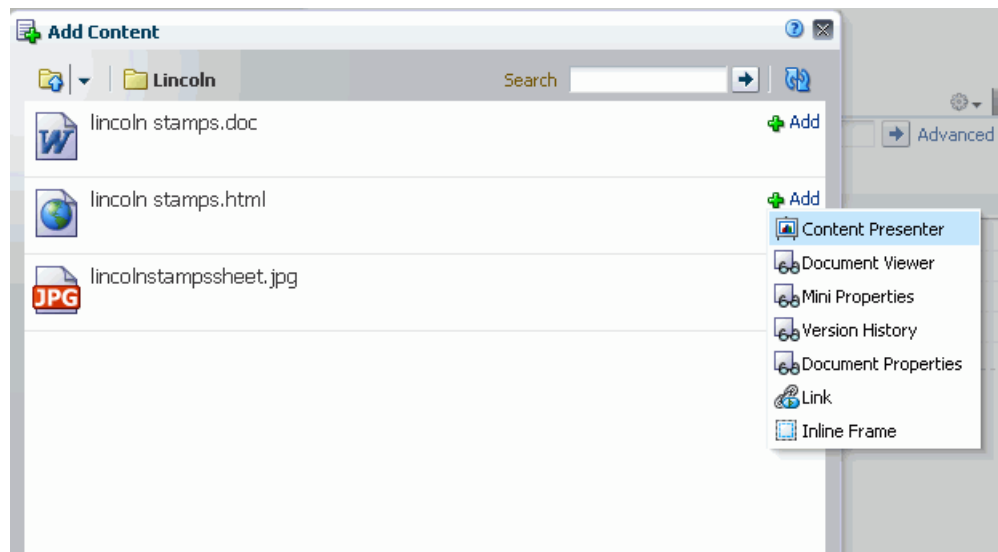 Add Content
Lincoln
Search
Advanced
lincoln stamps.doc
Add
lincoln stamps.html
Add
lincolnstampssheet.jpg
JPG
Content Presenter
Document Viewer
Mini Properties
Version History
Document Properties
Link
Inline Frame